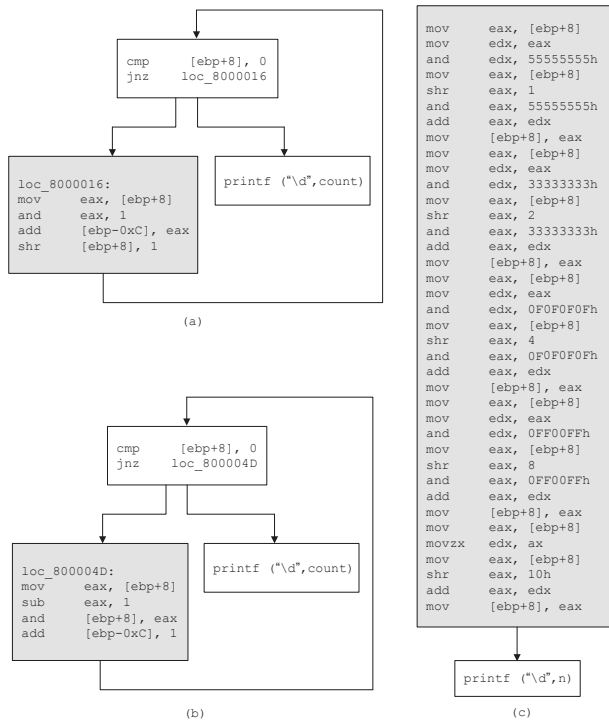 cmp [ebp+8], 0
jnz loc_8000016
loc_8000016:
mov eax, [ebp+8]
and eax, 1
add [ebp-0xC], eax
shr [ebp+8], 1
printf ("\d",count)
(a)
cmp [ebp+8], 0
jnz loc_800004D
loc_800004D:
mov eax, [ebp+8]
sub eax, 1
and [ebp+8], eax
add [ebp-0xC], 1
printf ("\d",count)
(b)
mov eax, [ebp+8]
mov edx, eax
and edx, 55555555h
mov eax, [ebp+8]
shr eax, 1
and eax, 55555555h
add eax, edx
mov [ebp+8], eax
mov eax, [ebp+8]
mov edx, eax
and edx, 33333333h
mov eax, [ebp+8]
shr eax, 2
and eax, 33333333h
add eax, edx
mov [ebp+8], eax
mov eax, [ebp+8]
mov edx, eax
and edx, 0F0F0F0Fh
mov eax, [ebp+8]
shr eax, 4
and eax, 0F0F0F0Fh
add eax, edx
mov [ebp+8], eax
mov eax, [ebp+8]
mov edx, eax
and edx, 0FF00FFh
mov eax, [ebp+8]
shr eax, 8
and eax, 0FF00FFh
add eax, edx
mov [ebp+8], eax
mov eax, [ebp+8]
movzx edx, ax
mov eax, [ebp+8]
shr eax, 10h
add eax, edx
mov [ebp+8], eax
printf ("\d",n)
(c)